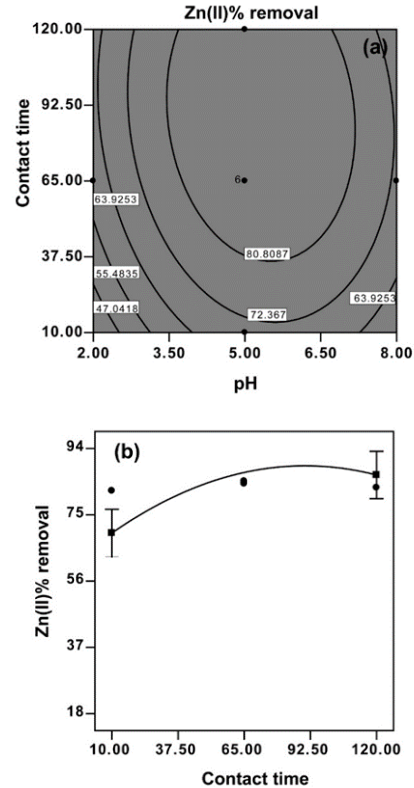 Zn(II)% removal
(a)
120.00
92.50
65.00
37.50
10.00
Contact time
6
63.9253
55.4835
47.0418
80.8087
72.367
63.9253
2.00 3.50 5.00 6.50 8.00
pH
(b)
94
75
56
37
18
Zn(II)% removal
10.00 37.50 65.00 92.50 120.00
Contact time